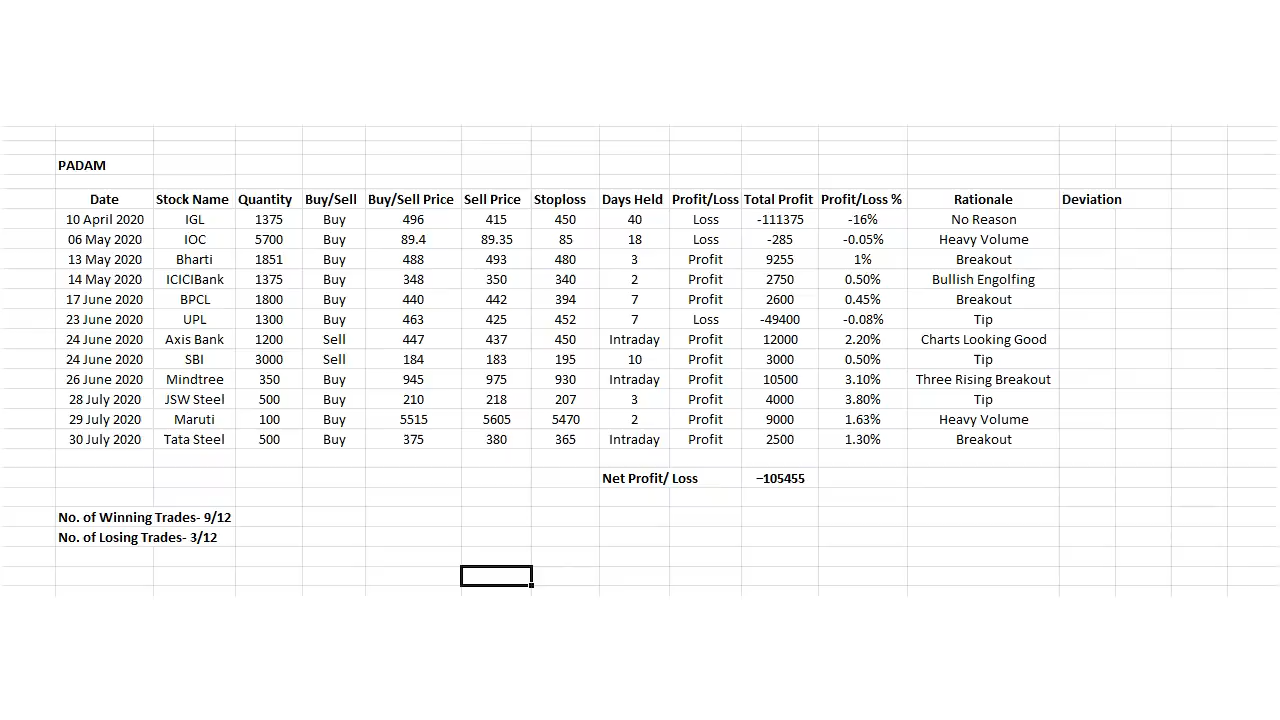 PADAM
Date Stock Name Quantity Buy/Sell Buy/Sell Price Sell Price Stoploss Days Held Profit/Loss Total Profit Profit/Loss % Rationale Deviation
10 April 2020 IGL 1375 Buy 496 415 450 40 Loss -111375 -16% No Reason
06 May 2020 IOC 5700 Buy 89.4 89.35 85 18 Loss -285 -0.05% Heavy Volume
13 May 2020 Bharti 1851 Buy 488 493 480 3 Profit 9255 1% Breakout
14 May 2020 ICICIBank 1375 Buy 348 350 340 2 Profit 2750 0.50% Bullish Engolfing
17 June 2020 BPCL 1800 Buy 440 442 394 7 Profit 2600 0.45% Breakout
23 June 2020 UPL 1300 Buy 463 425 452 7 Loss -49400 -0.08% Tip
24 June 2020 Axis Bank 1200 Sell 447 437 450 Intraday Profit 12000 2.20% Charts Looking Good
24 June 2020 SBI 3000 Sell 184 183 195 10 Profit 3000 0.50% Tip
26 June 2020 Mindtree 350 Buy 945 975 930 Intraday Profit 10500 3.10% Three Rising Breakout
28 July 2020 JSW Steel 500 Buy 210 218 207 3 Profit 4000 3.80% Tip
29 July 2020 Maruti 100 Buy 5515 5605 5470 2 Profit 9000 1.63% Heavy Volume
30 July 2020 Tata Steel 500 Buy 375 380 365 Intraday Profit 2500 1.30% Breakout
Net Profit/ Loss −105455
No. of Winning Trades- 9/12
No. of Losing Trades- 3/12